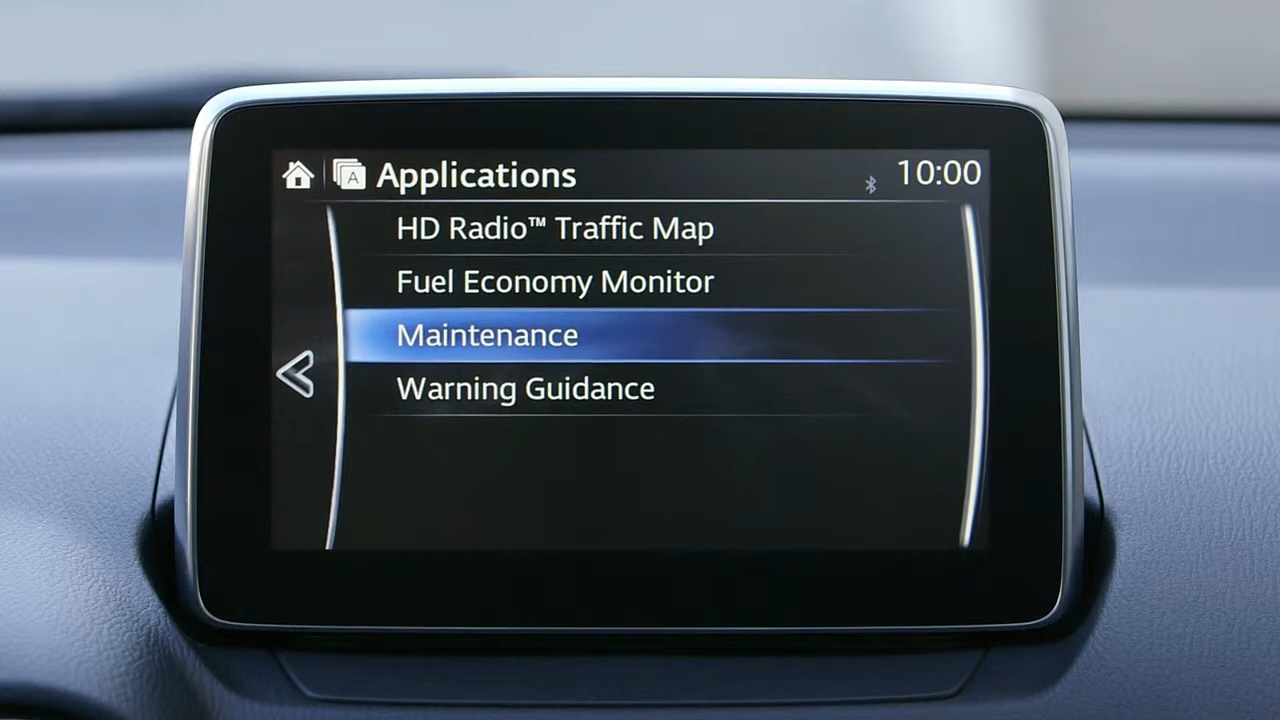 A Applications 10:00
HD Radio™ Traffic Map
Fuel Economy Monitor
Maintenance
Warning Guidance